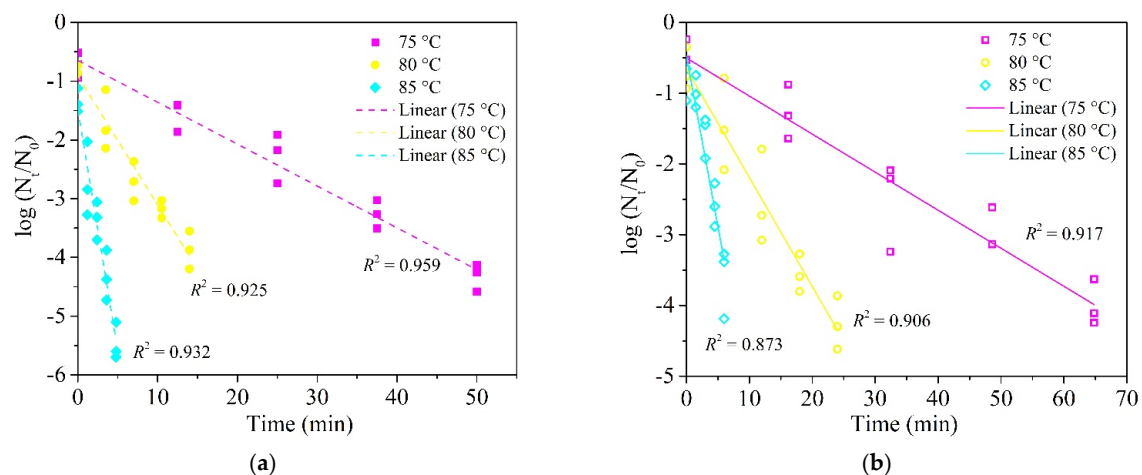 0
-1
-2
-3
-4
-5
-6
0
10
20
30
40
50
log (Nt/N0)
Time (min)
75 °C
80 °C
85 °C
Linear (75 °C)
Linear (80 °C)
Linear (85 °C)
R² = 0.959
R² = 0.925
R² = 0.932
(a)
0
-1
-2
-3
-4
-5
0
10
20
30
40
50
60
70
log (Nt/N0)
Time (min)
75 °C
80 °C
85 °C
Linear (75 °C)
Linear (80 °C)
Linear (85 °C)
R² = 0.917
R² = 0.906
R² = 0.873
(b)